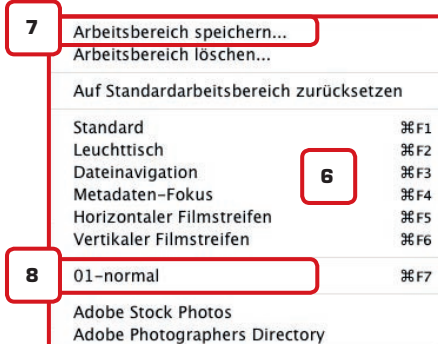 7 Arbeitsbereich speichern...
Arbeitsbereich löschen...
Auf Standardarbeitsbereich zurücksetzen
Standard ⌘F1
Leuchttisch ⌘F2
Dateinavigation 6 ⌘F3
Metadaten-Fokus ⌘F4
Horizontaler Filmstreifen ⌘F5
Vertikaler Filmstreifen ⌘F6
8 01-normal ⌘F7
Adobe Stock Photos
Adobe Photographers Directory